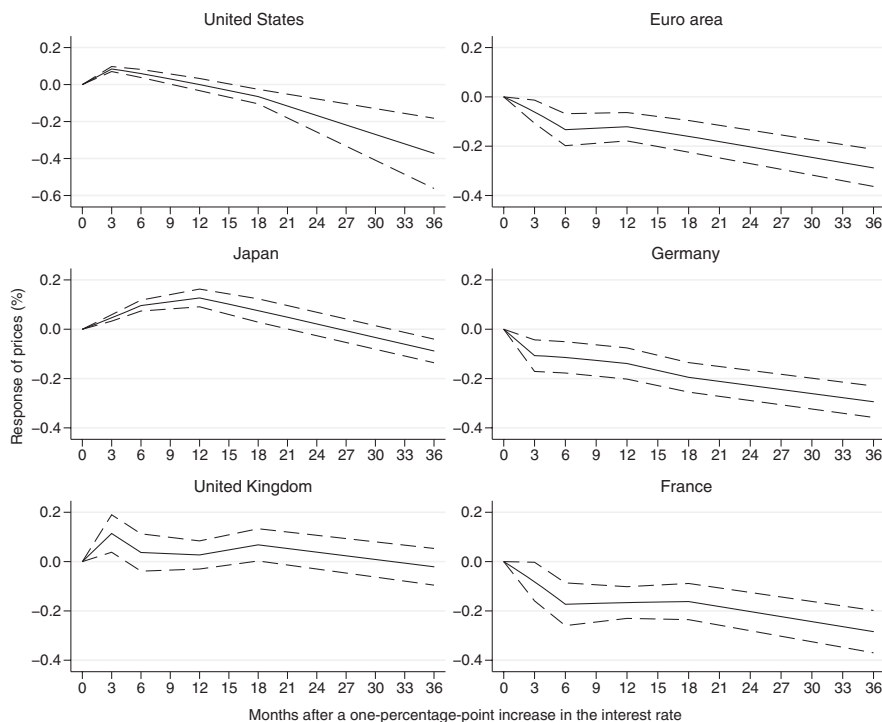 United States
0.2
0.0
−0.2
−0.4
−0.6
0 3 6 9 12 15 18 21 24 27 30 33 36
Euro area
0.2
0.0
−0.2
−0.4
0 3 6 9 12 15 18 21 24 27 30 33 36
Japan
0.2
0.0
−0.2
−0.4
0 3 6 9 12 15 18 21 24 27 30 33 36
Germany
0.2
0.0
−0.2
−0.4
0 3 6 9 12 15 18 21 24 27 30 33 36
United Kingdom
0.2
0.0
−0.2
−0.4
0 3 6 9 12 15 18 21 24 27 30 33 36
France
0.2
0.0
−0.2
−0.4
0 3 6 9 12 15 18 21 24 27 30 33 36
Response of prices (%)
Months after a one-percentage-point increase in the interest rate